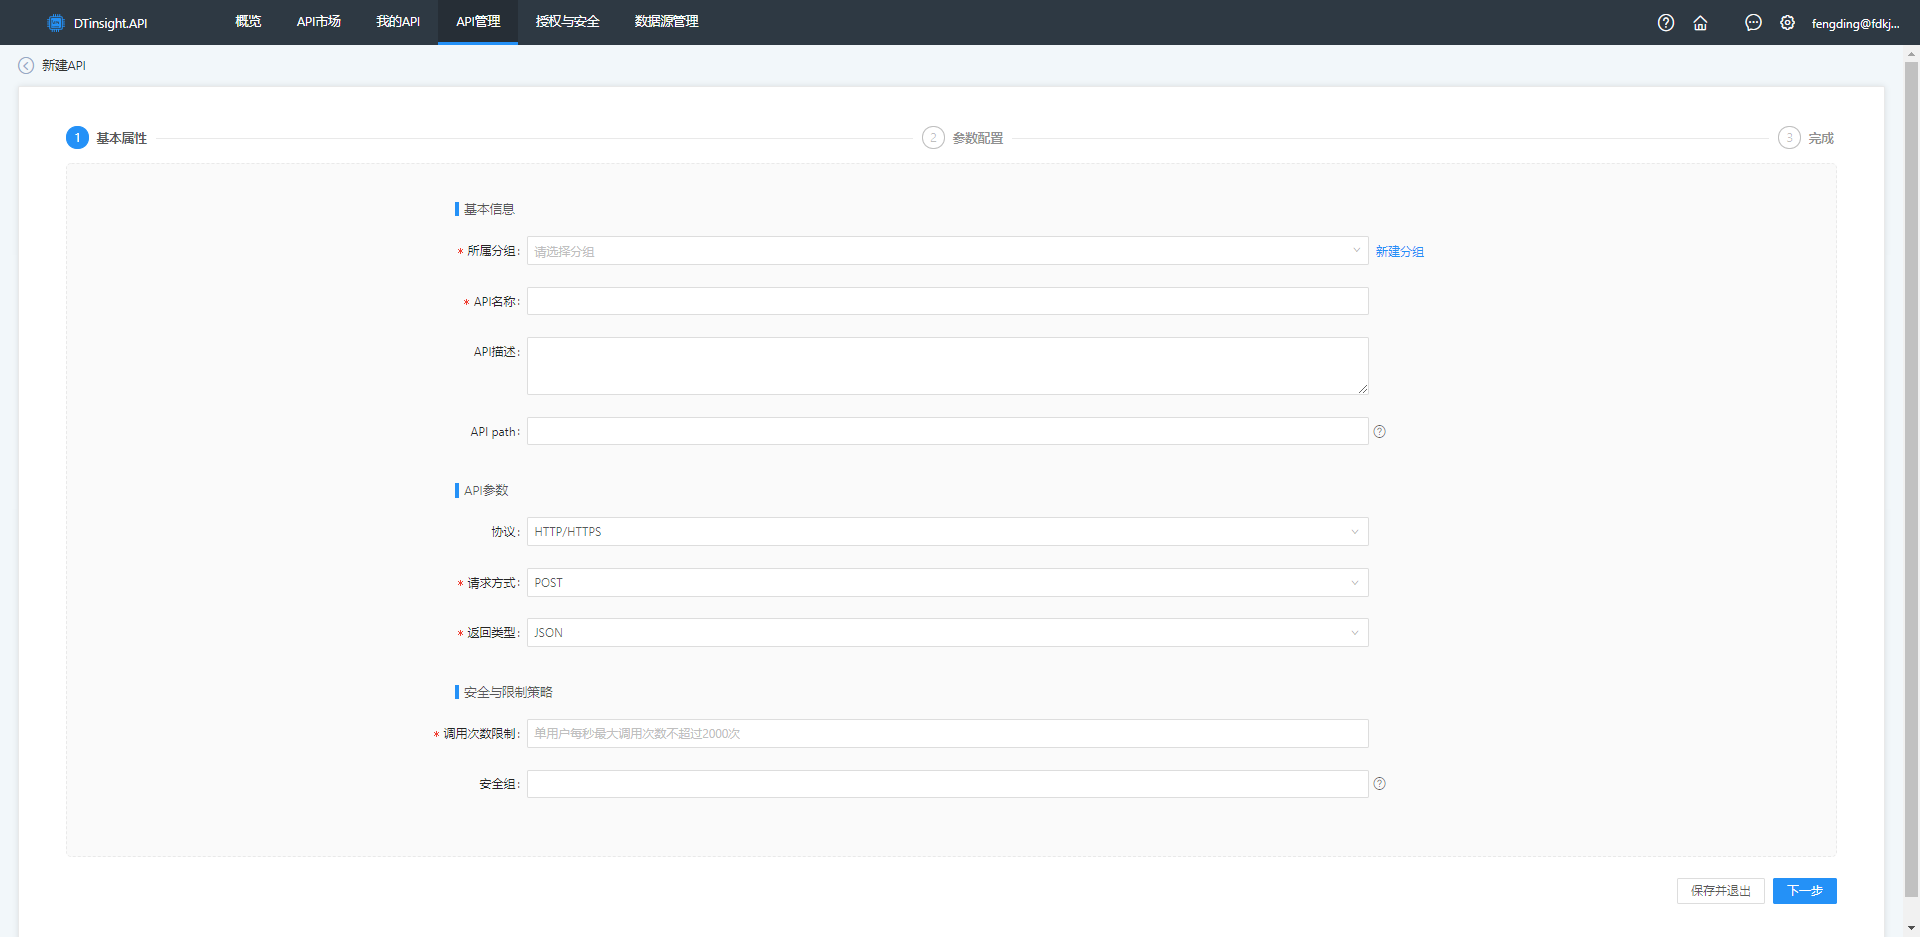 DTinsight.API 概览 API市场 我的API API管理 授权与安全 数据源管理 fengding@fdkj...
新建API
1 基本属性 2 参数配置 3 完成
基本信息
* 所属分组: 请选择分组 新建分组
* API名称:
API描述:
API path:
API参数
协议: HTTP/HTTPS
* 请求方式: POST
* 返回类型: JSON
安全与限制策略
* 调用次数限制: 单用户每秒最大调用次数不超过2000次
安全组:
保存并退出 下一步